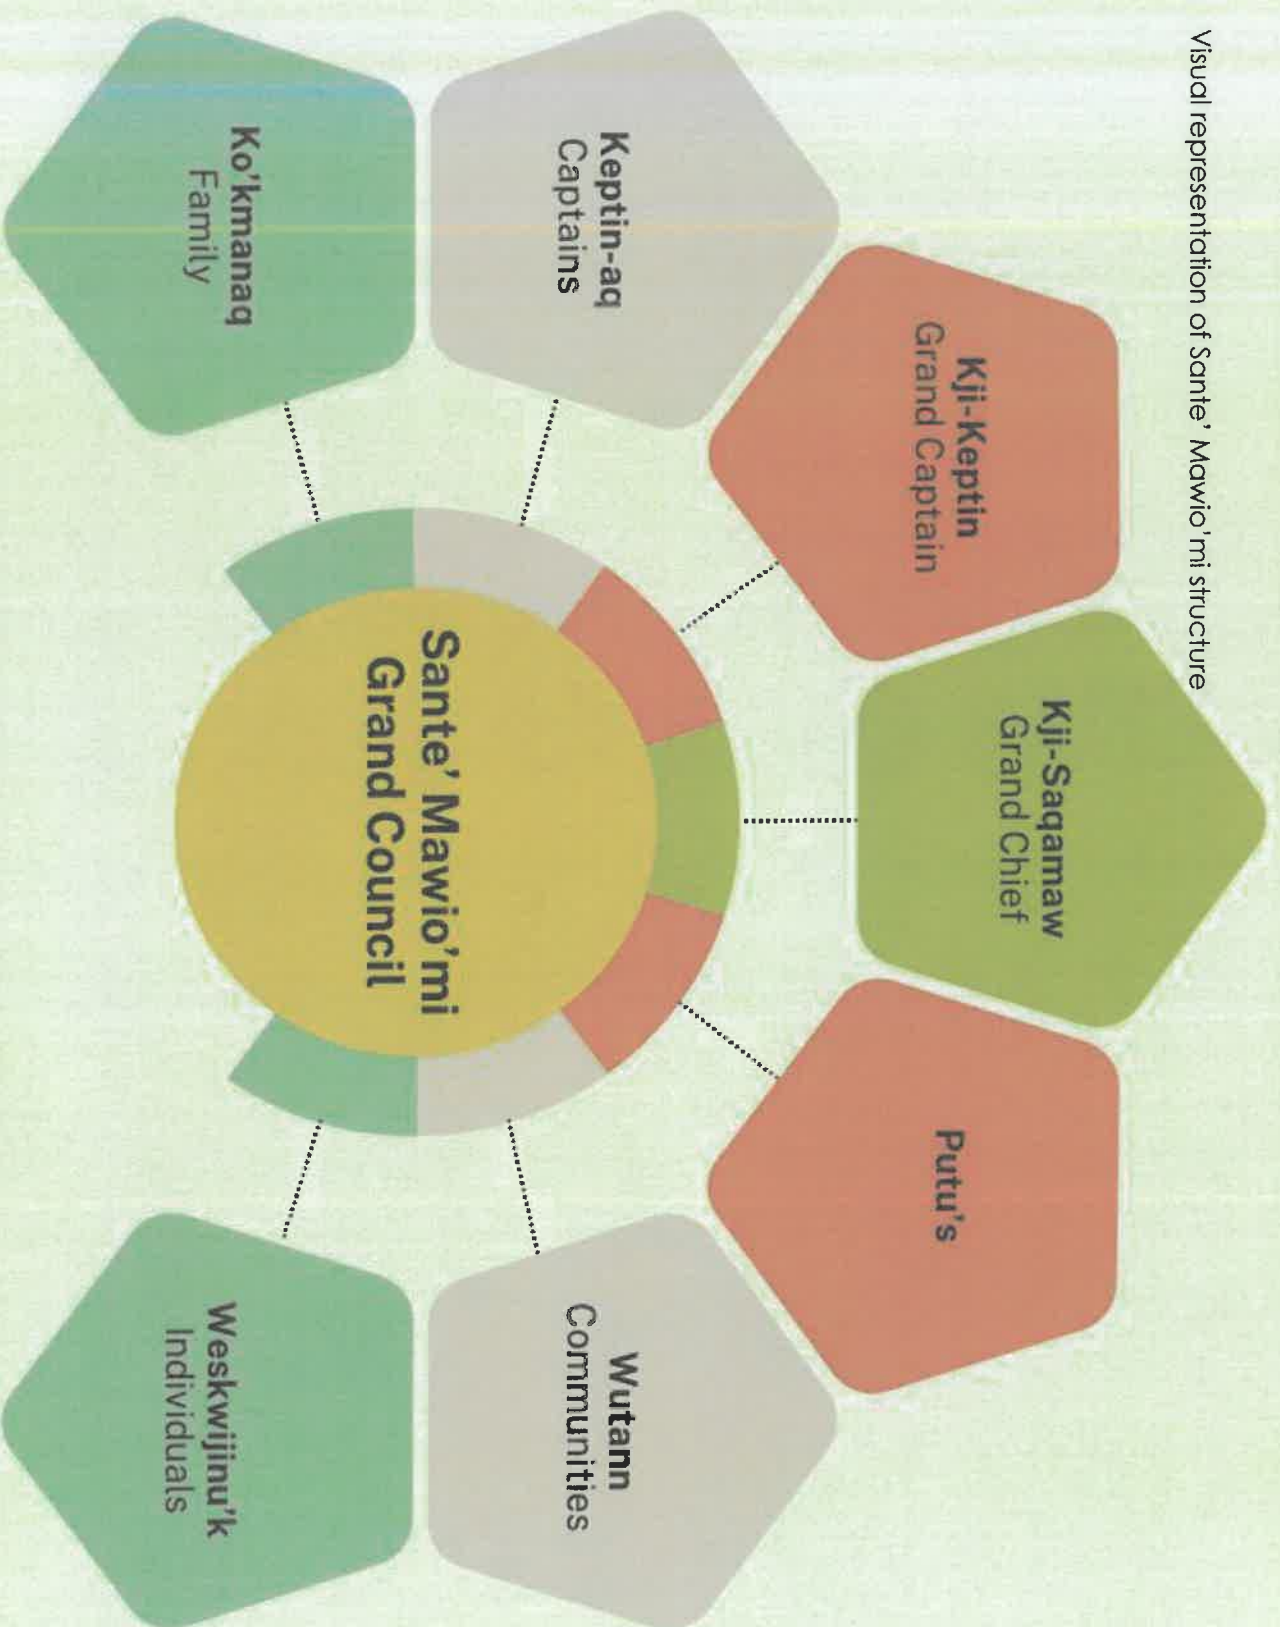 Visual representation of Sante' Mawio'mi structure
Kji-Saqamaw
Grand Chief
Kji-Keptin
Grand Captain
Putu's
Keptin-aq
Captains
Wutann
Communities
Sante' Mawio'mi
Grand Council
Ko'kmanaq
Family
Weskwijinu'k
Individuals